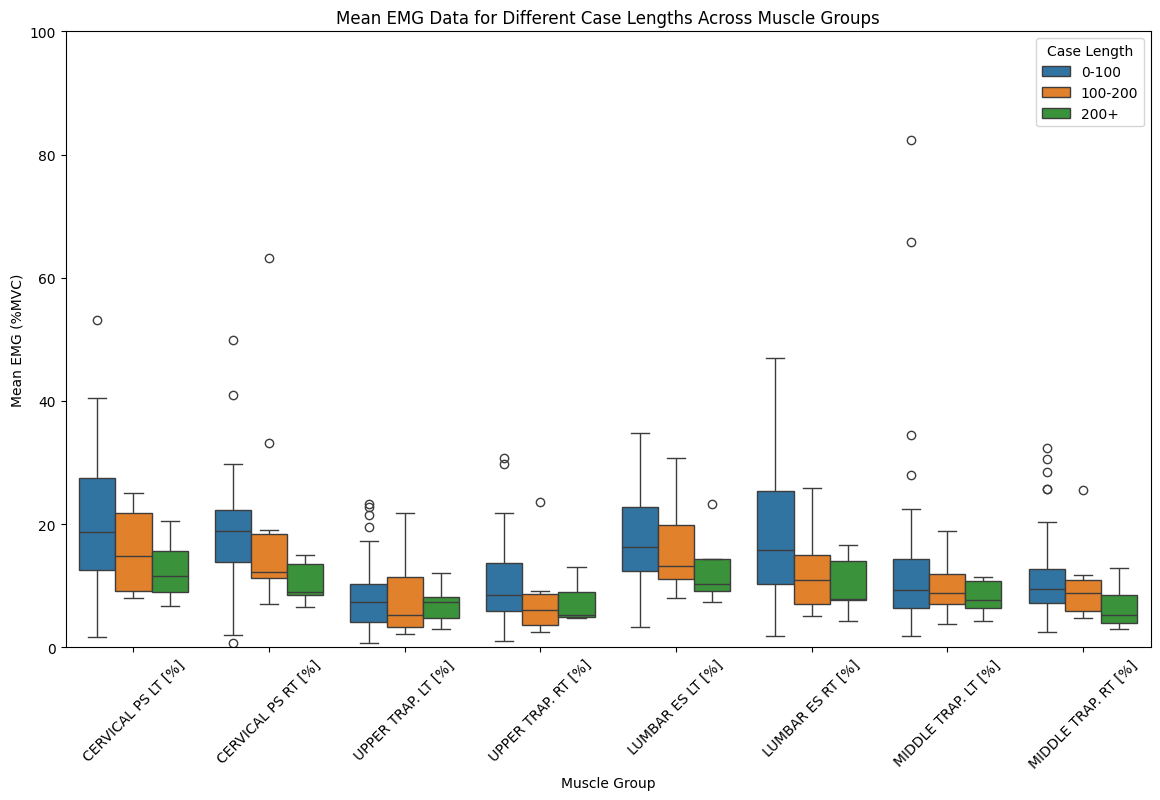 Mean EMG Data for Different Case Lengths Across Muscle Groups
Case Length
0-100
100-200
200+
Mean EMG (%MVC)
100
80
60
40
20
0
CERVICAL PS LT [%]
CERVICAL PS RT [%]
UPPER TRAP. LT [%]
UPPER TRAP. RT [%]
LUMBAR ES LT [%]
LUMBAR ES RT [%]
MIDDLE TRAP. LT [%]
MIDDLE TRAP. RT [%]
Muscle Group